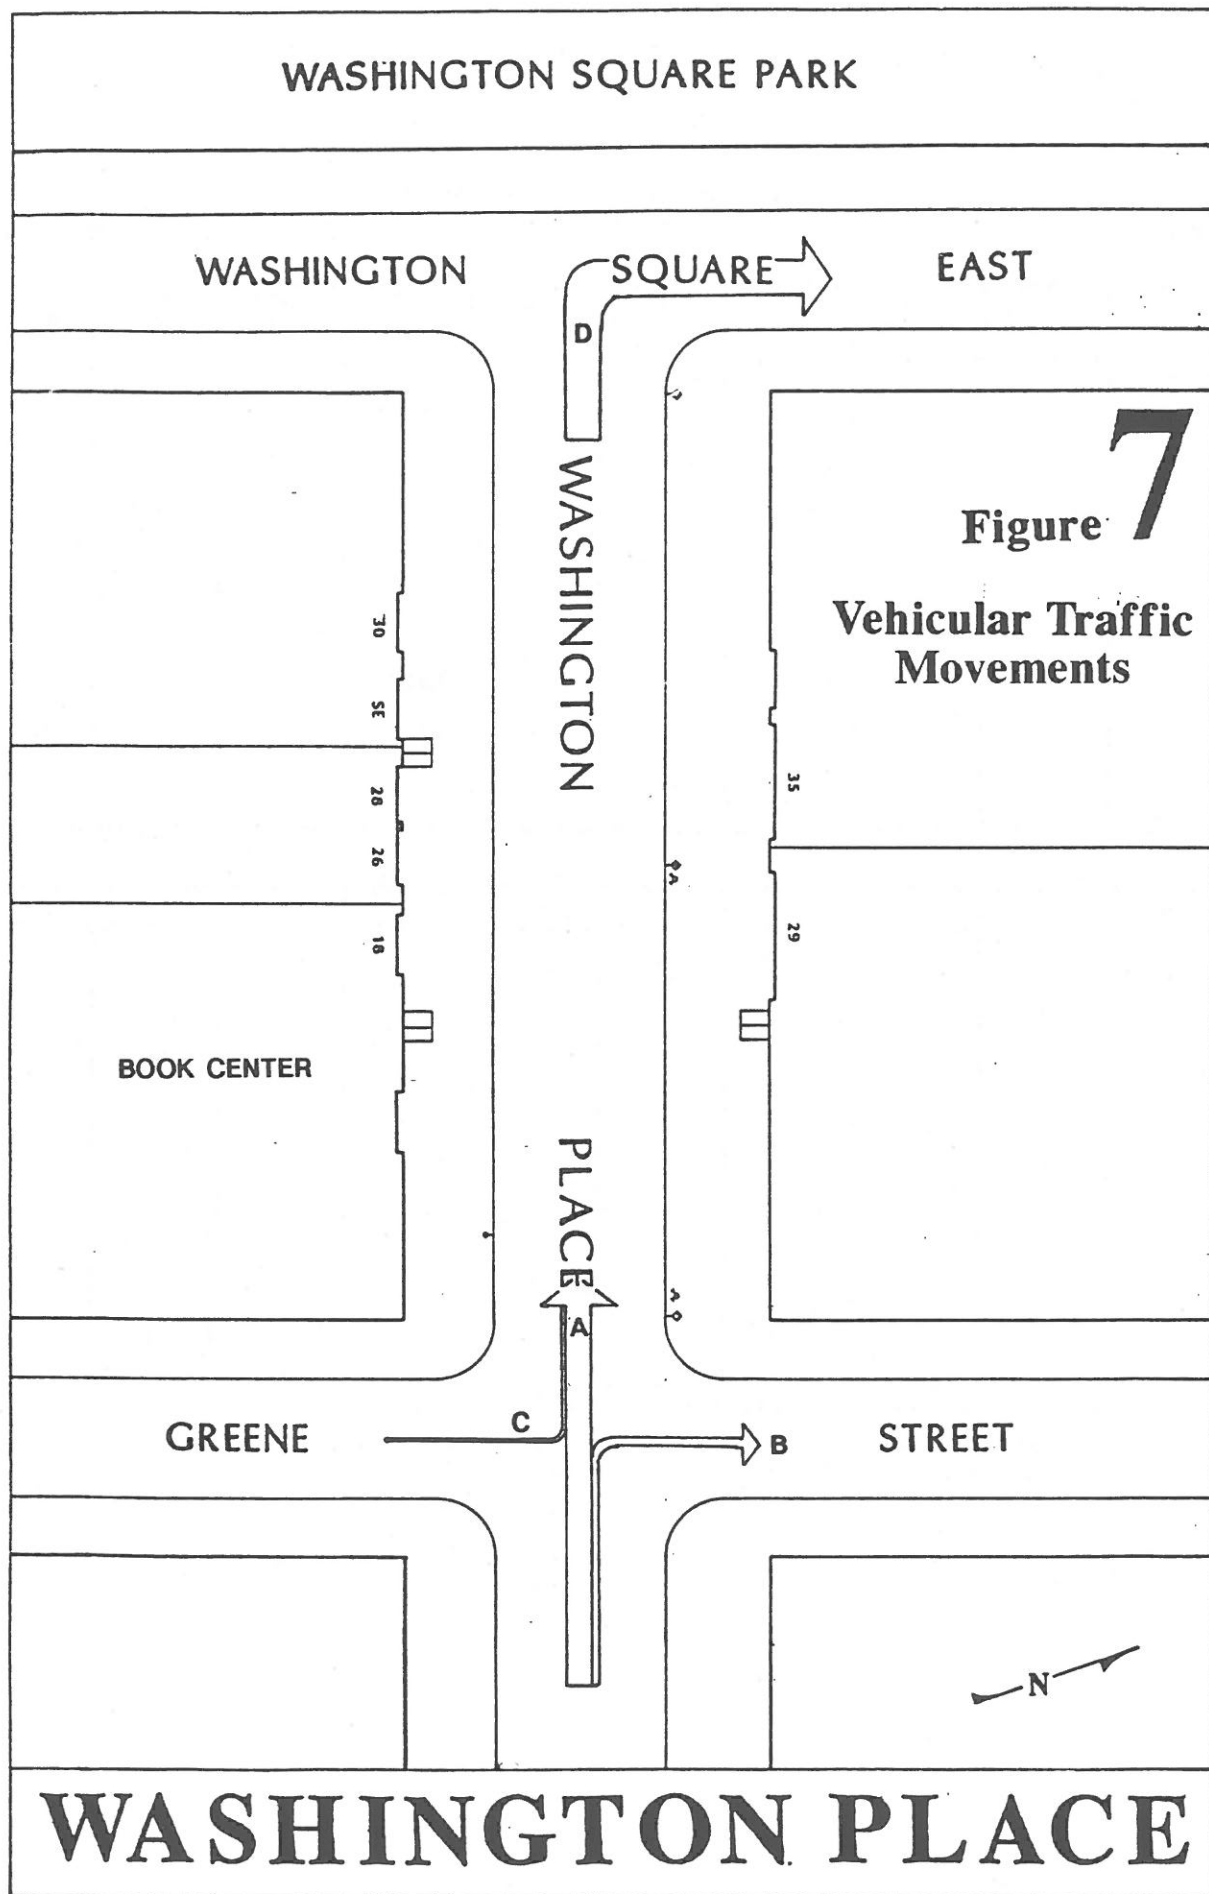 WASHINGTON SQUARE PARK
WASHINGTON SQUARE EAST
D
7
Figure
Vehicular Traffic
Movements
WASHINGTON
30
SE
28
26
18
35
29
BOOK CENTER
PLACE
A
C
B
GREENE STREET
N
WASHINGTON PLACE